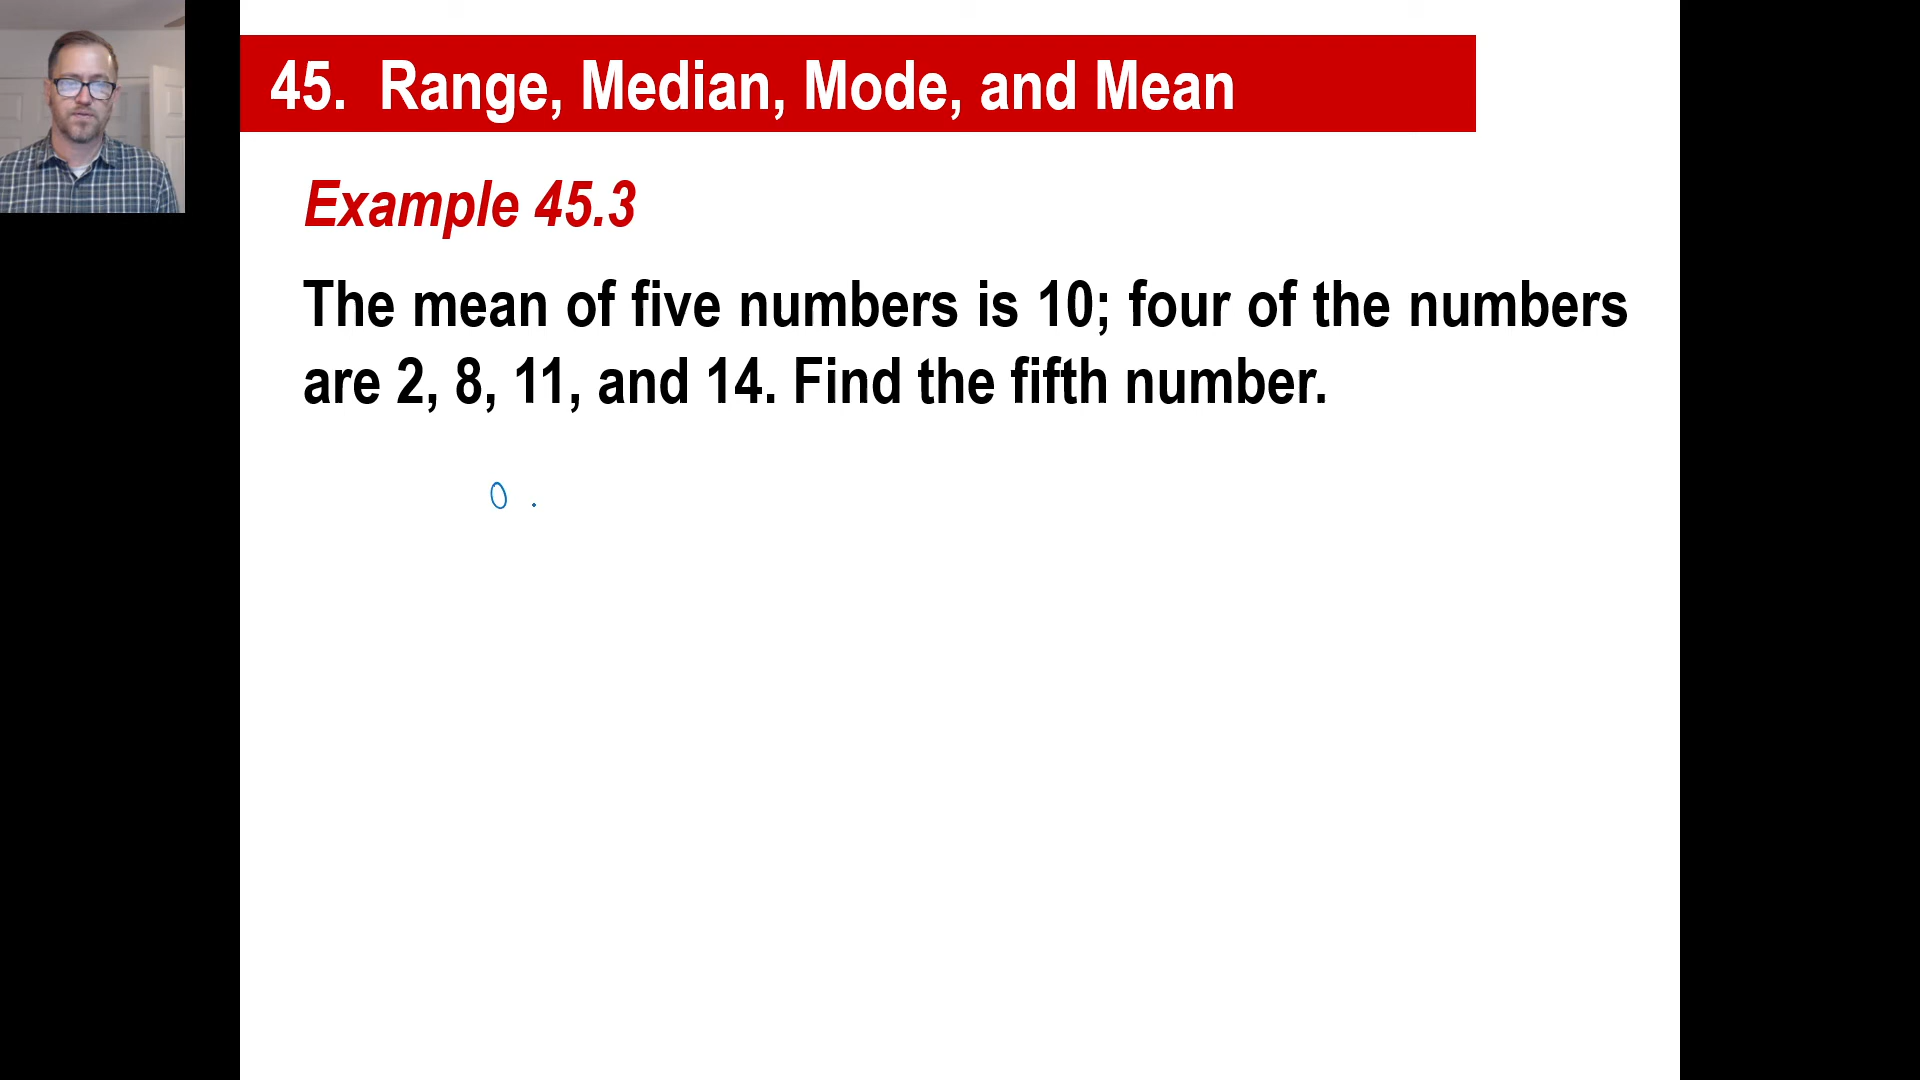 45. Range, Median, Mode, and Mean
Example 45.3
The mean of five numbers is 10; four of the numbers
are 2, 8, 11, and 14. Find the fifth number.
0 .